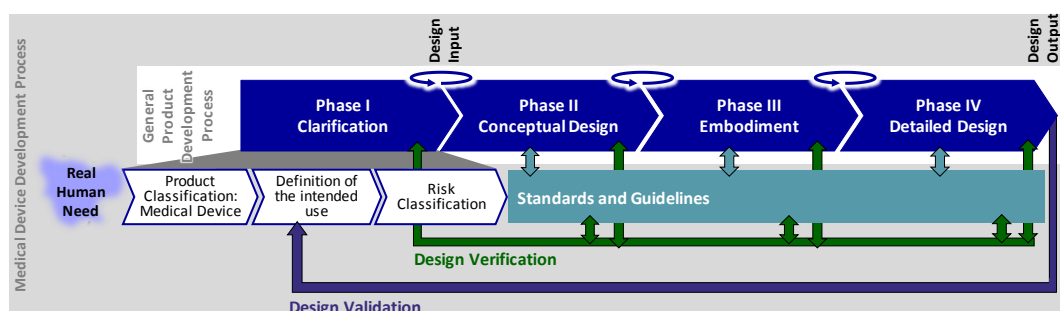 Medical Device Development Process
General
Product
Development
Process
Design
Input
Design
Output
Phase I
Clarification
Phase II
Conceptual Design
Phase III
Embodiment
Phase IV
Detailed Design
Real
Human
Need
Product
Classification:
Medical Device
Definition of
the intended
use
Risk
Classification
Standards and Guidelines
Design Verification
Design Validation